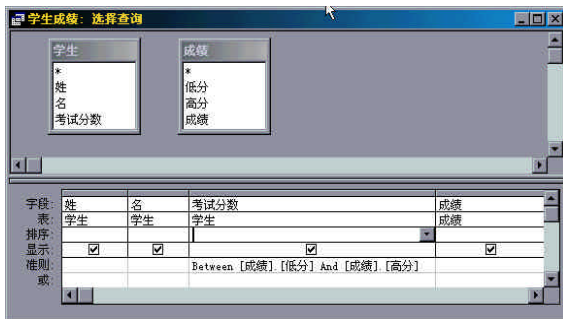 学生成绩：选择查询
学生 成绩
* *
姓 低分
名 高分
考试分数 成绩
字段: 姓 名 考试分数 成绩
表: 学生 学生 学生 成绩
排序:
显示:
准则: Between [成绩].[低分] And [成绩].[高分]
或: